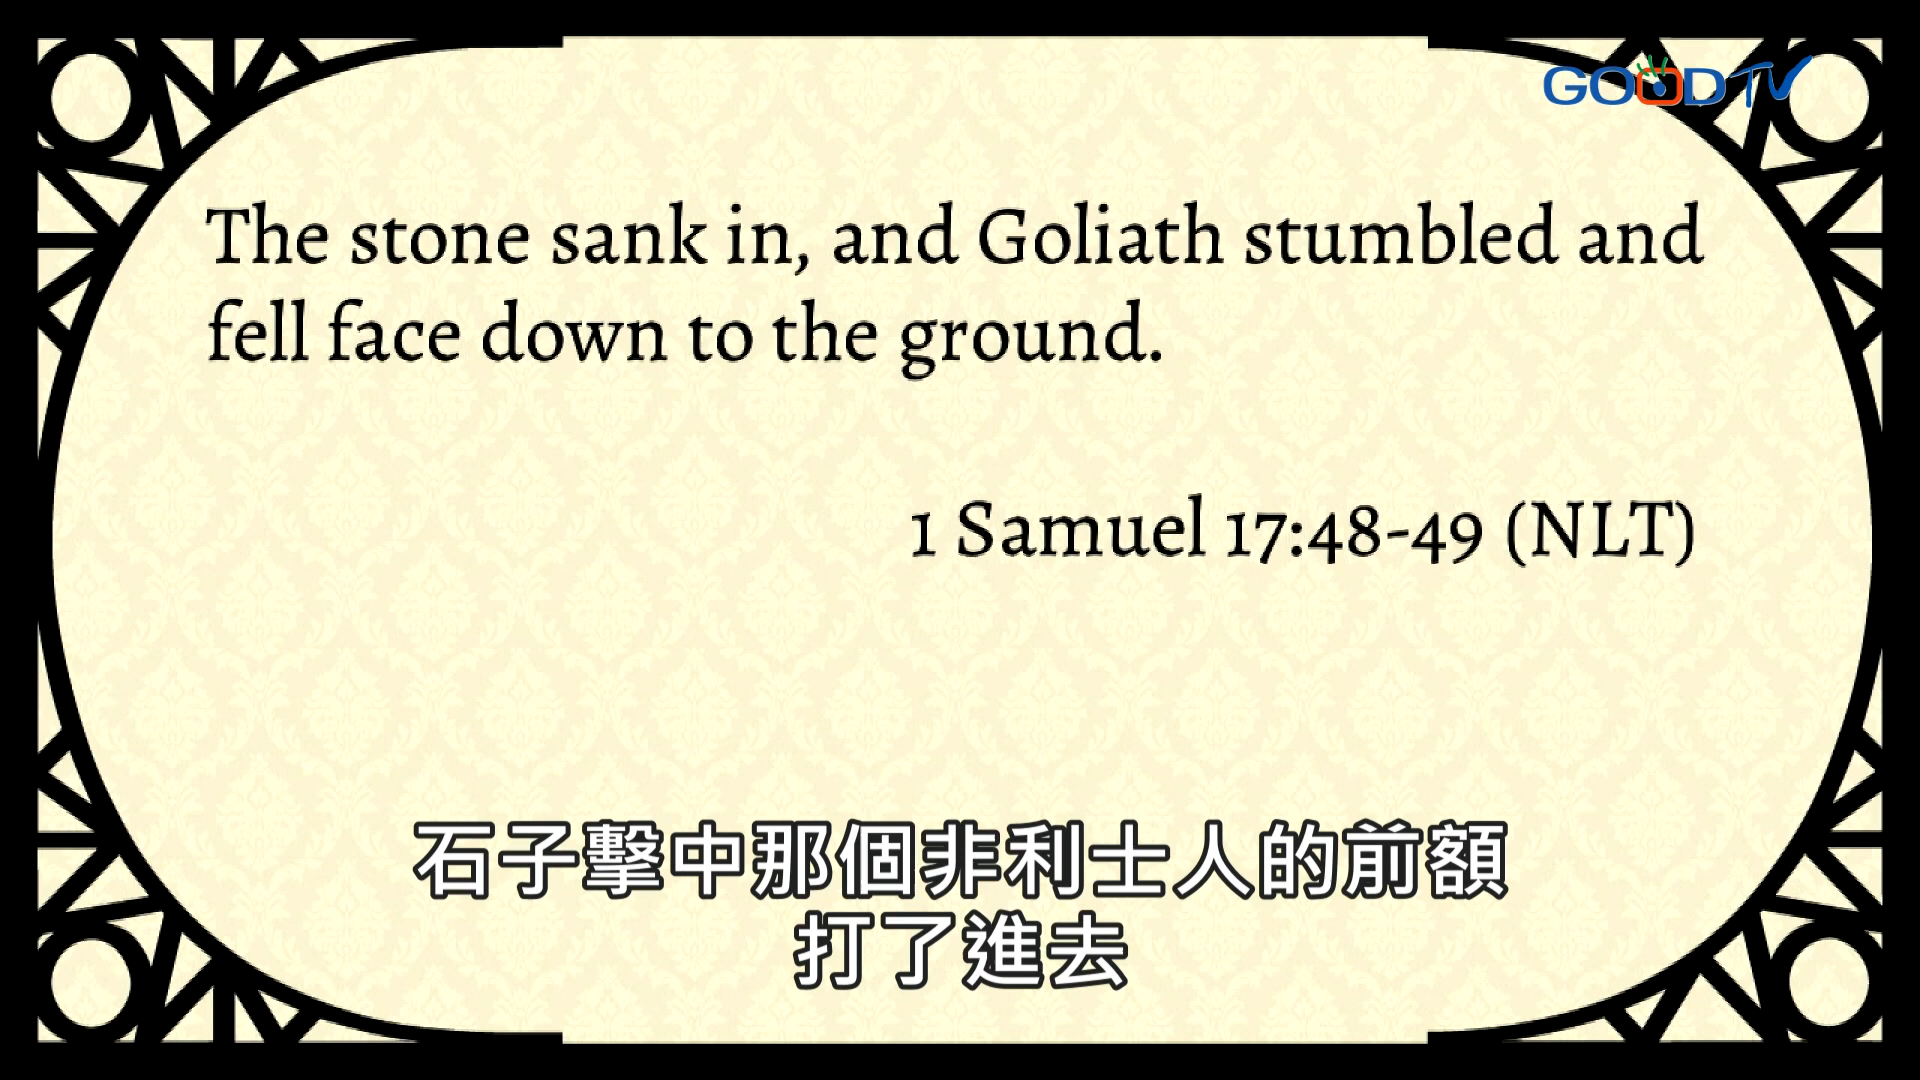 GOODTV
The stone sank in, and Goliath stumbled and
fell face down to the ground.
1 Samuel 17:48-49 (NLT)
石子擊中那個非利士人的前額
打了進去